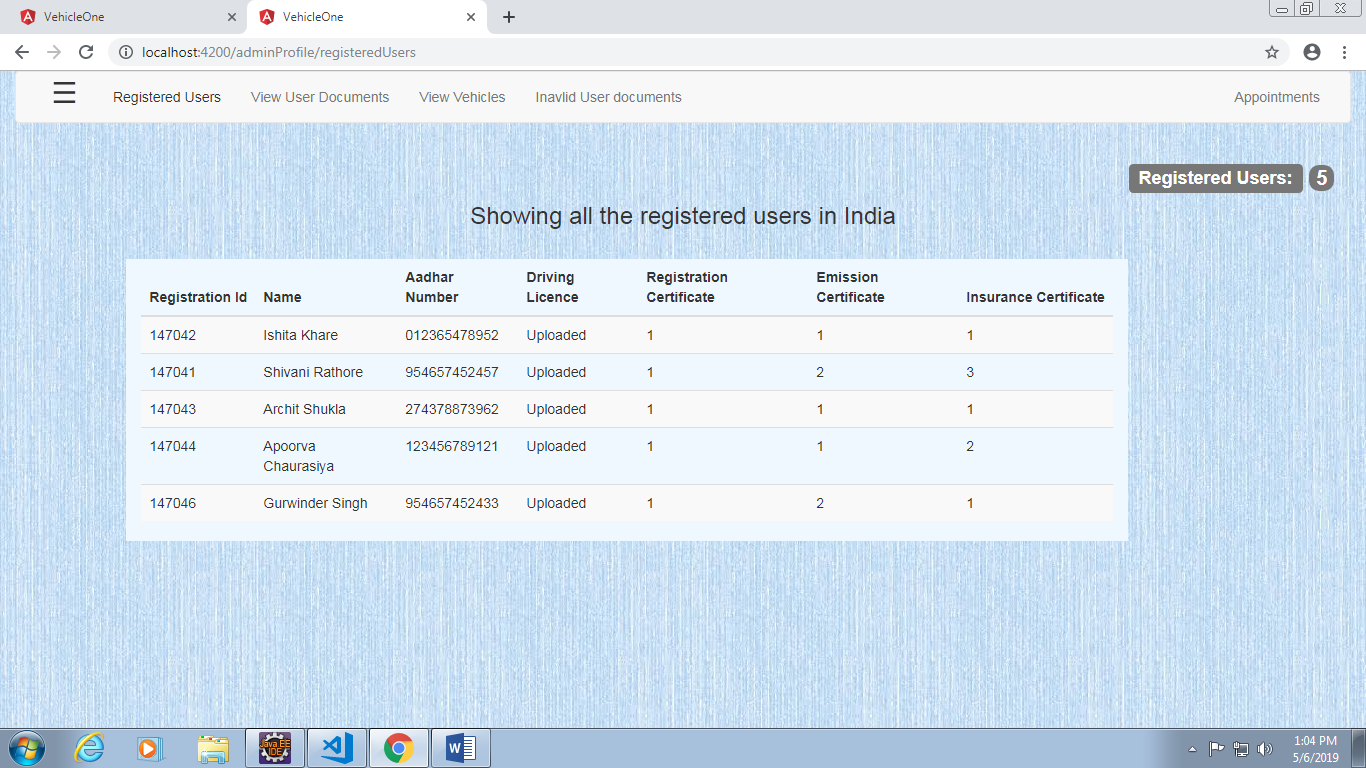 VehicleOne
VehicleOne
localhost:4200/adminProfile/registeredUsers
Registered Users View User Documents View Vehicles Inavlid User documents Appointments
Registered Users: 5
Showing all the registered users in India
Registration Id Name Aadhar Number Driving Licence Registration Certificate Emission Certificate Insurance Certificate
147042 Ishita Khare 012365478952 Uploaded 1 1 1
147041 Shivani Rathore 954657452457 Uploaded 1 2 3
147043 Archit Shukla 274378873962 Uploaded 1 1 1
147044 Apoorva Chaurasiya 123456789121 Uploaded 1 1 2
147046 Gurwinder Singh 954657452433 Uploaded 1 2 1
Java EE
IDE
1:04 PM
5/6/2019